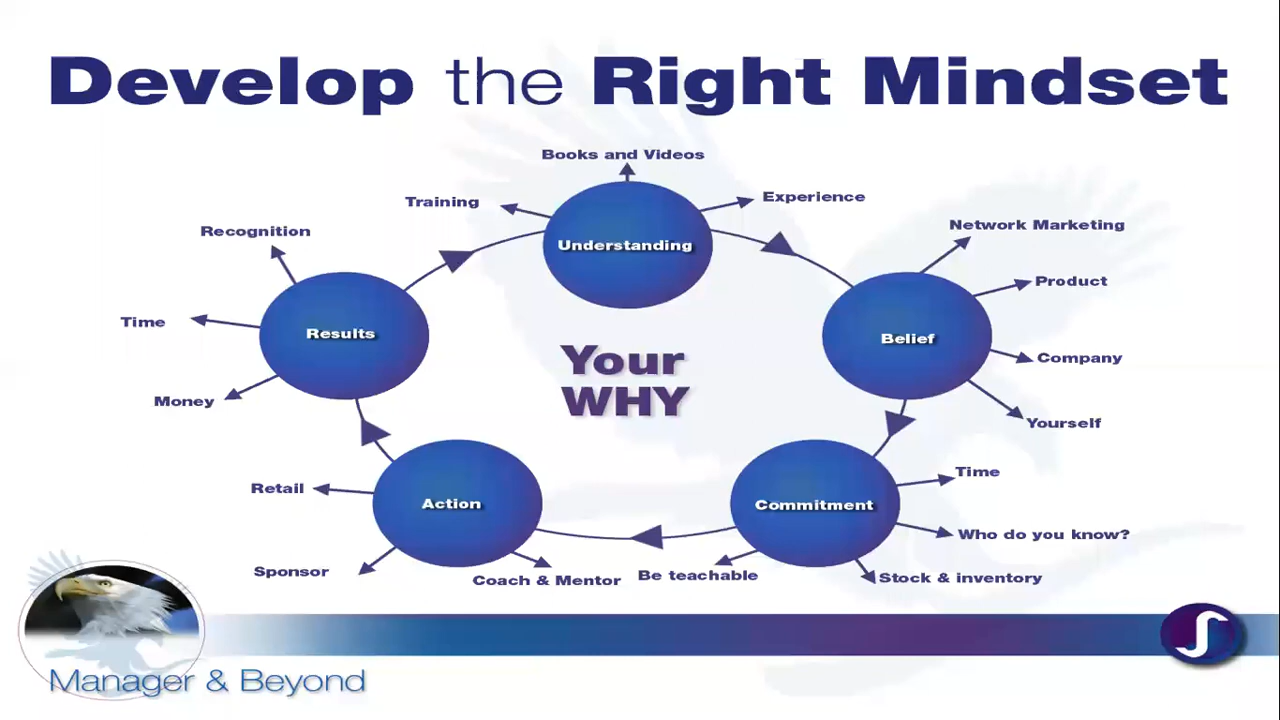 Develop the Right Mindset
Books and Videos
Training
Experience
Understanding
Recognition
Network Marketing
Product
Time
Results
Belief
Company
Your
WHY
Money
Yourself
Time
Retail
Action
Commitment
Who do you know?
Sponsor
Coach & Mentor
Be teachable
Stock & inventory
Manager & Beyond